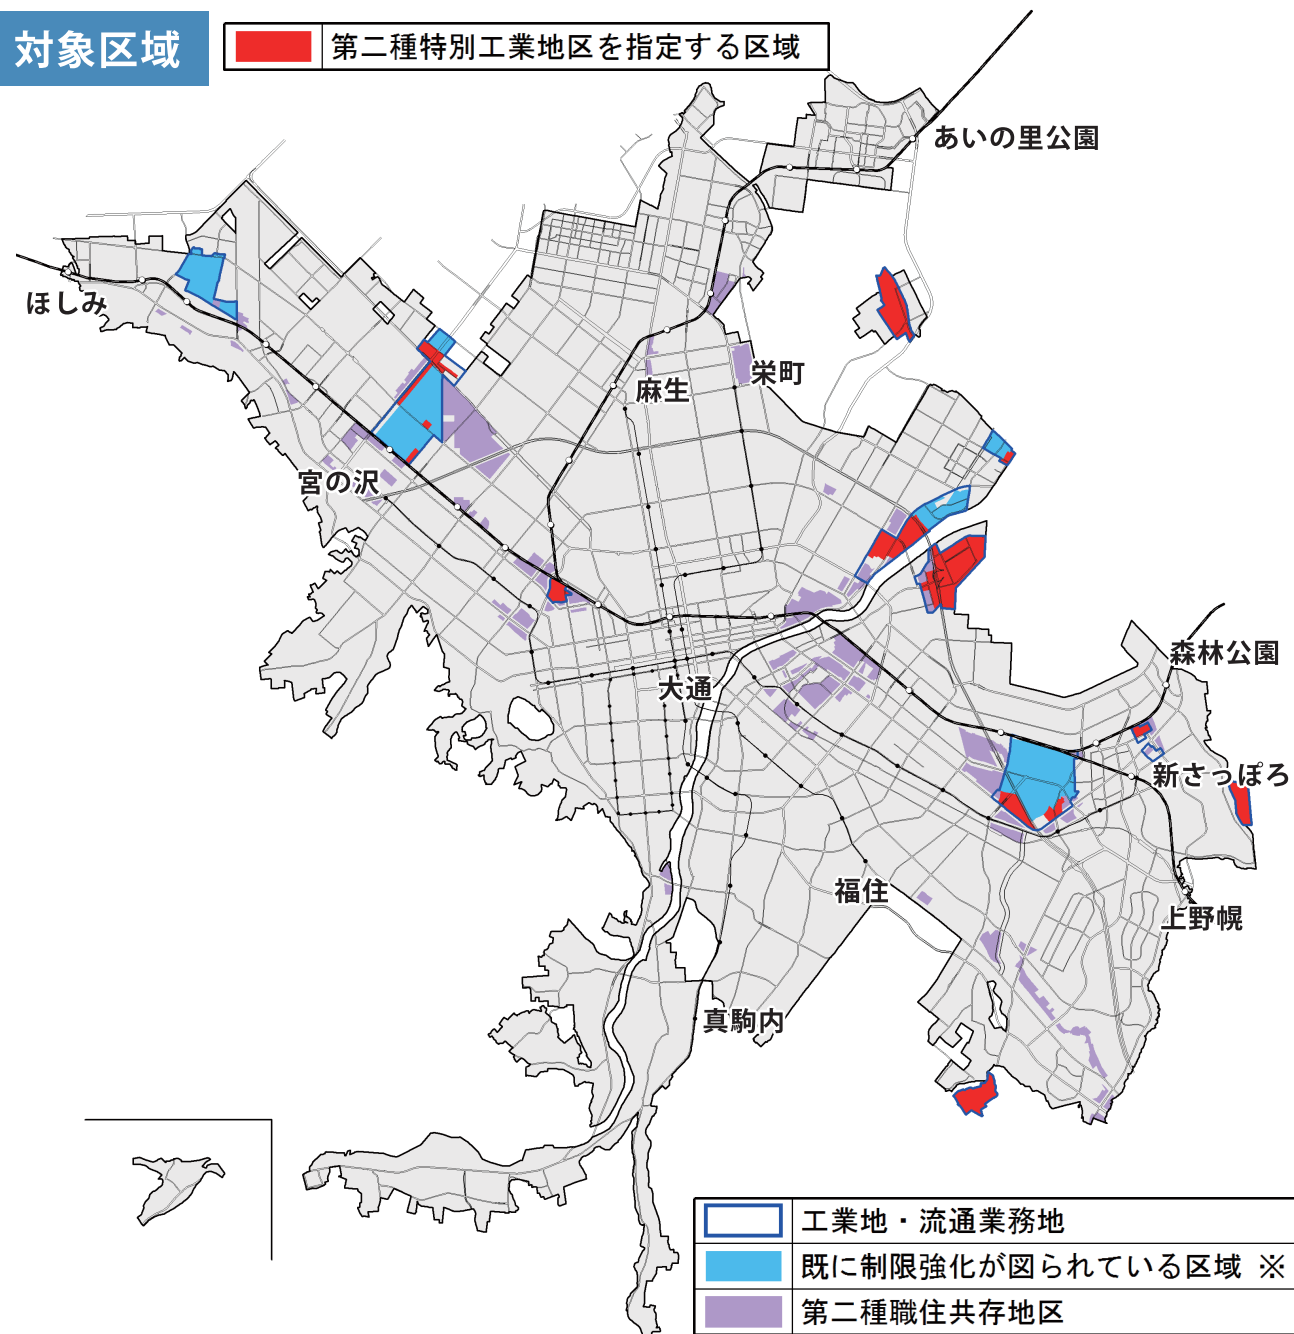 対象区域
第二種特別工業地区を指定する区域
あいの里公園
ほしみ
麻生
栄町
宮の沢
森林公園
大通
新さっぽろ
福住
上野幌
真駒内
工業地・流通業務地
既に制限強化が図られている区域 ※
第二種職住共存地区